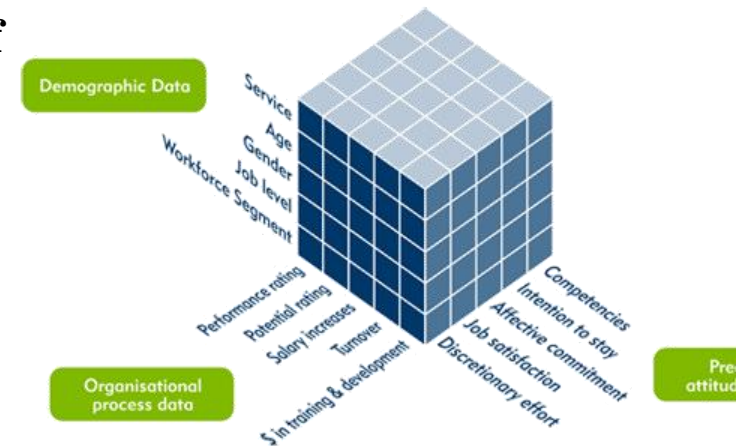 f
Demographic Data
Service
Age
Gender
Job level
Workforce Segment
Performance rating
Potential rating
Salary increases
Turnover
$ in training & development
Competencies
Intention to stay
Affective commitment
Job satisfaction
Discretionary effort
Organisational
process data